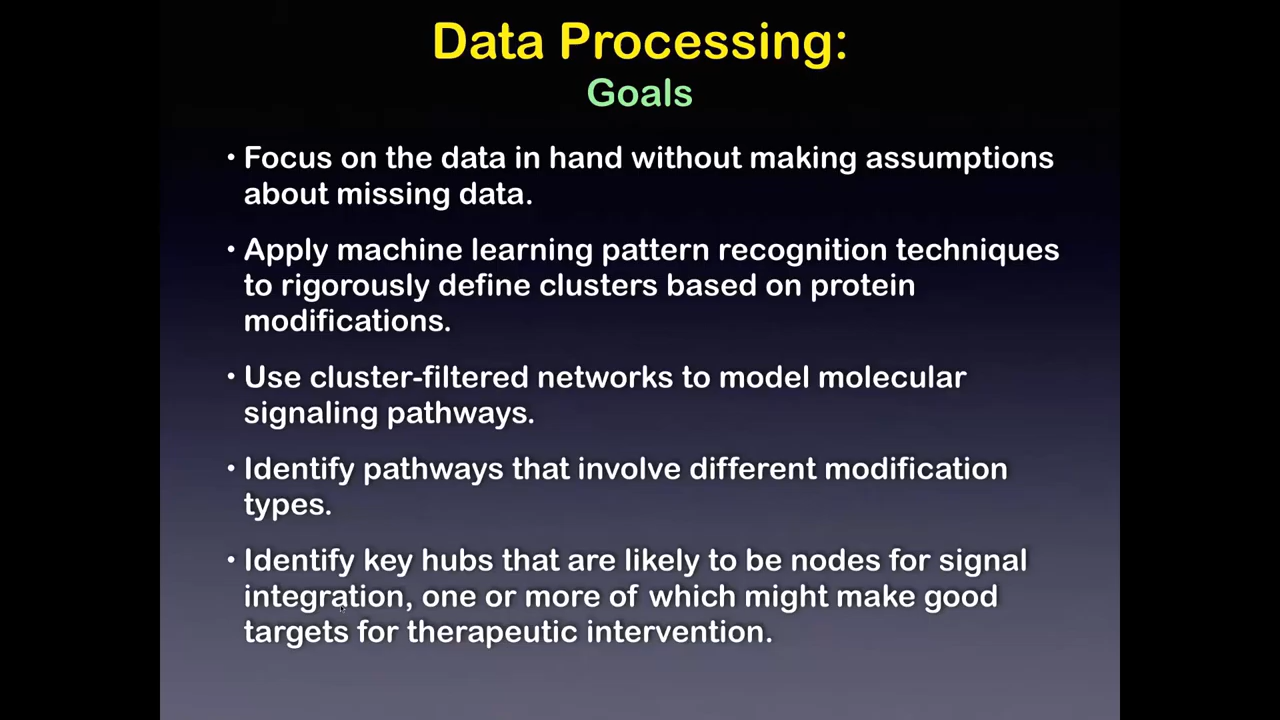 Data Processing:
Goals
• Focus on the data in hand without making assumptions
about missing data.
• Apply machine learning pattern recognition techniques
to rigorously define clusters based on protein
modifications.
• Use cluster-filtered networks to model molecular
signaling pathways.
• Identify pathways that involve different modification
types.
• Identify key hubs that are likely to be nodes for signal
integration, one or more of which might make good
targets for therapeutic intervention.